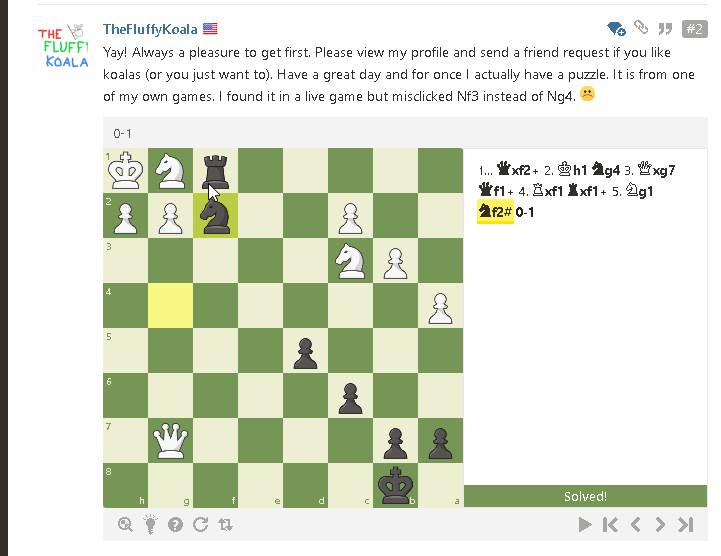 THE
FLUFFY
KOALA
TheFluffyKoala
#2
Yay! Always a pleasure to get first. Please view my profile and send a friend request if you like
koalas (or you just want to). Have a great day and for once I actually have a puzzle. It is from one
of my own games. I found it in a live game but misclicked Nf3 instead of Ng4.
0-1
1... ♛xf2+ 2. ♔h1 ♞g4 3. ♕xg7
♛f1+ 4. ♖xf1 ♜xf1+ 5. ♘g1
♞f2# 0-1
1
2
3
4
5
6
7
8
h g f e d c b a
Solved!